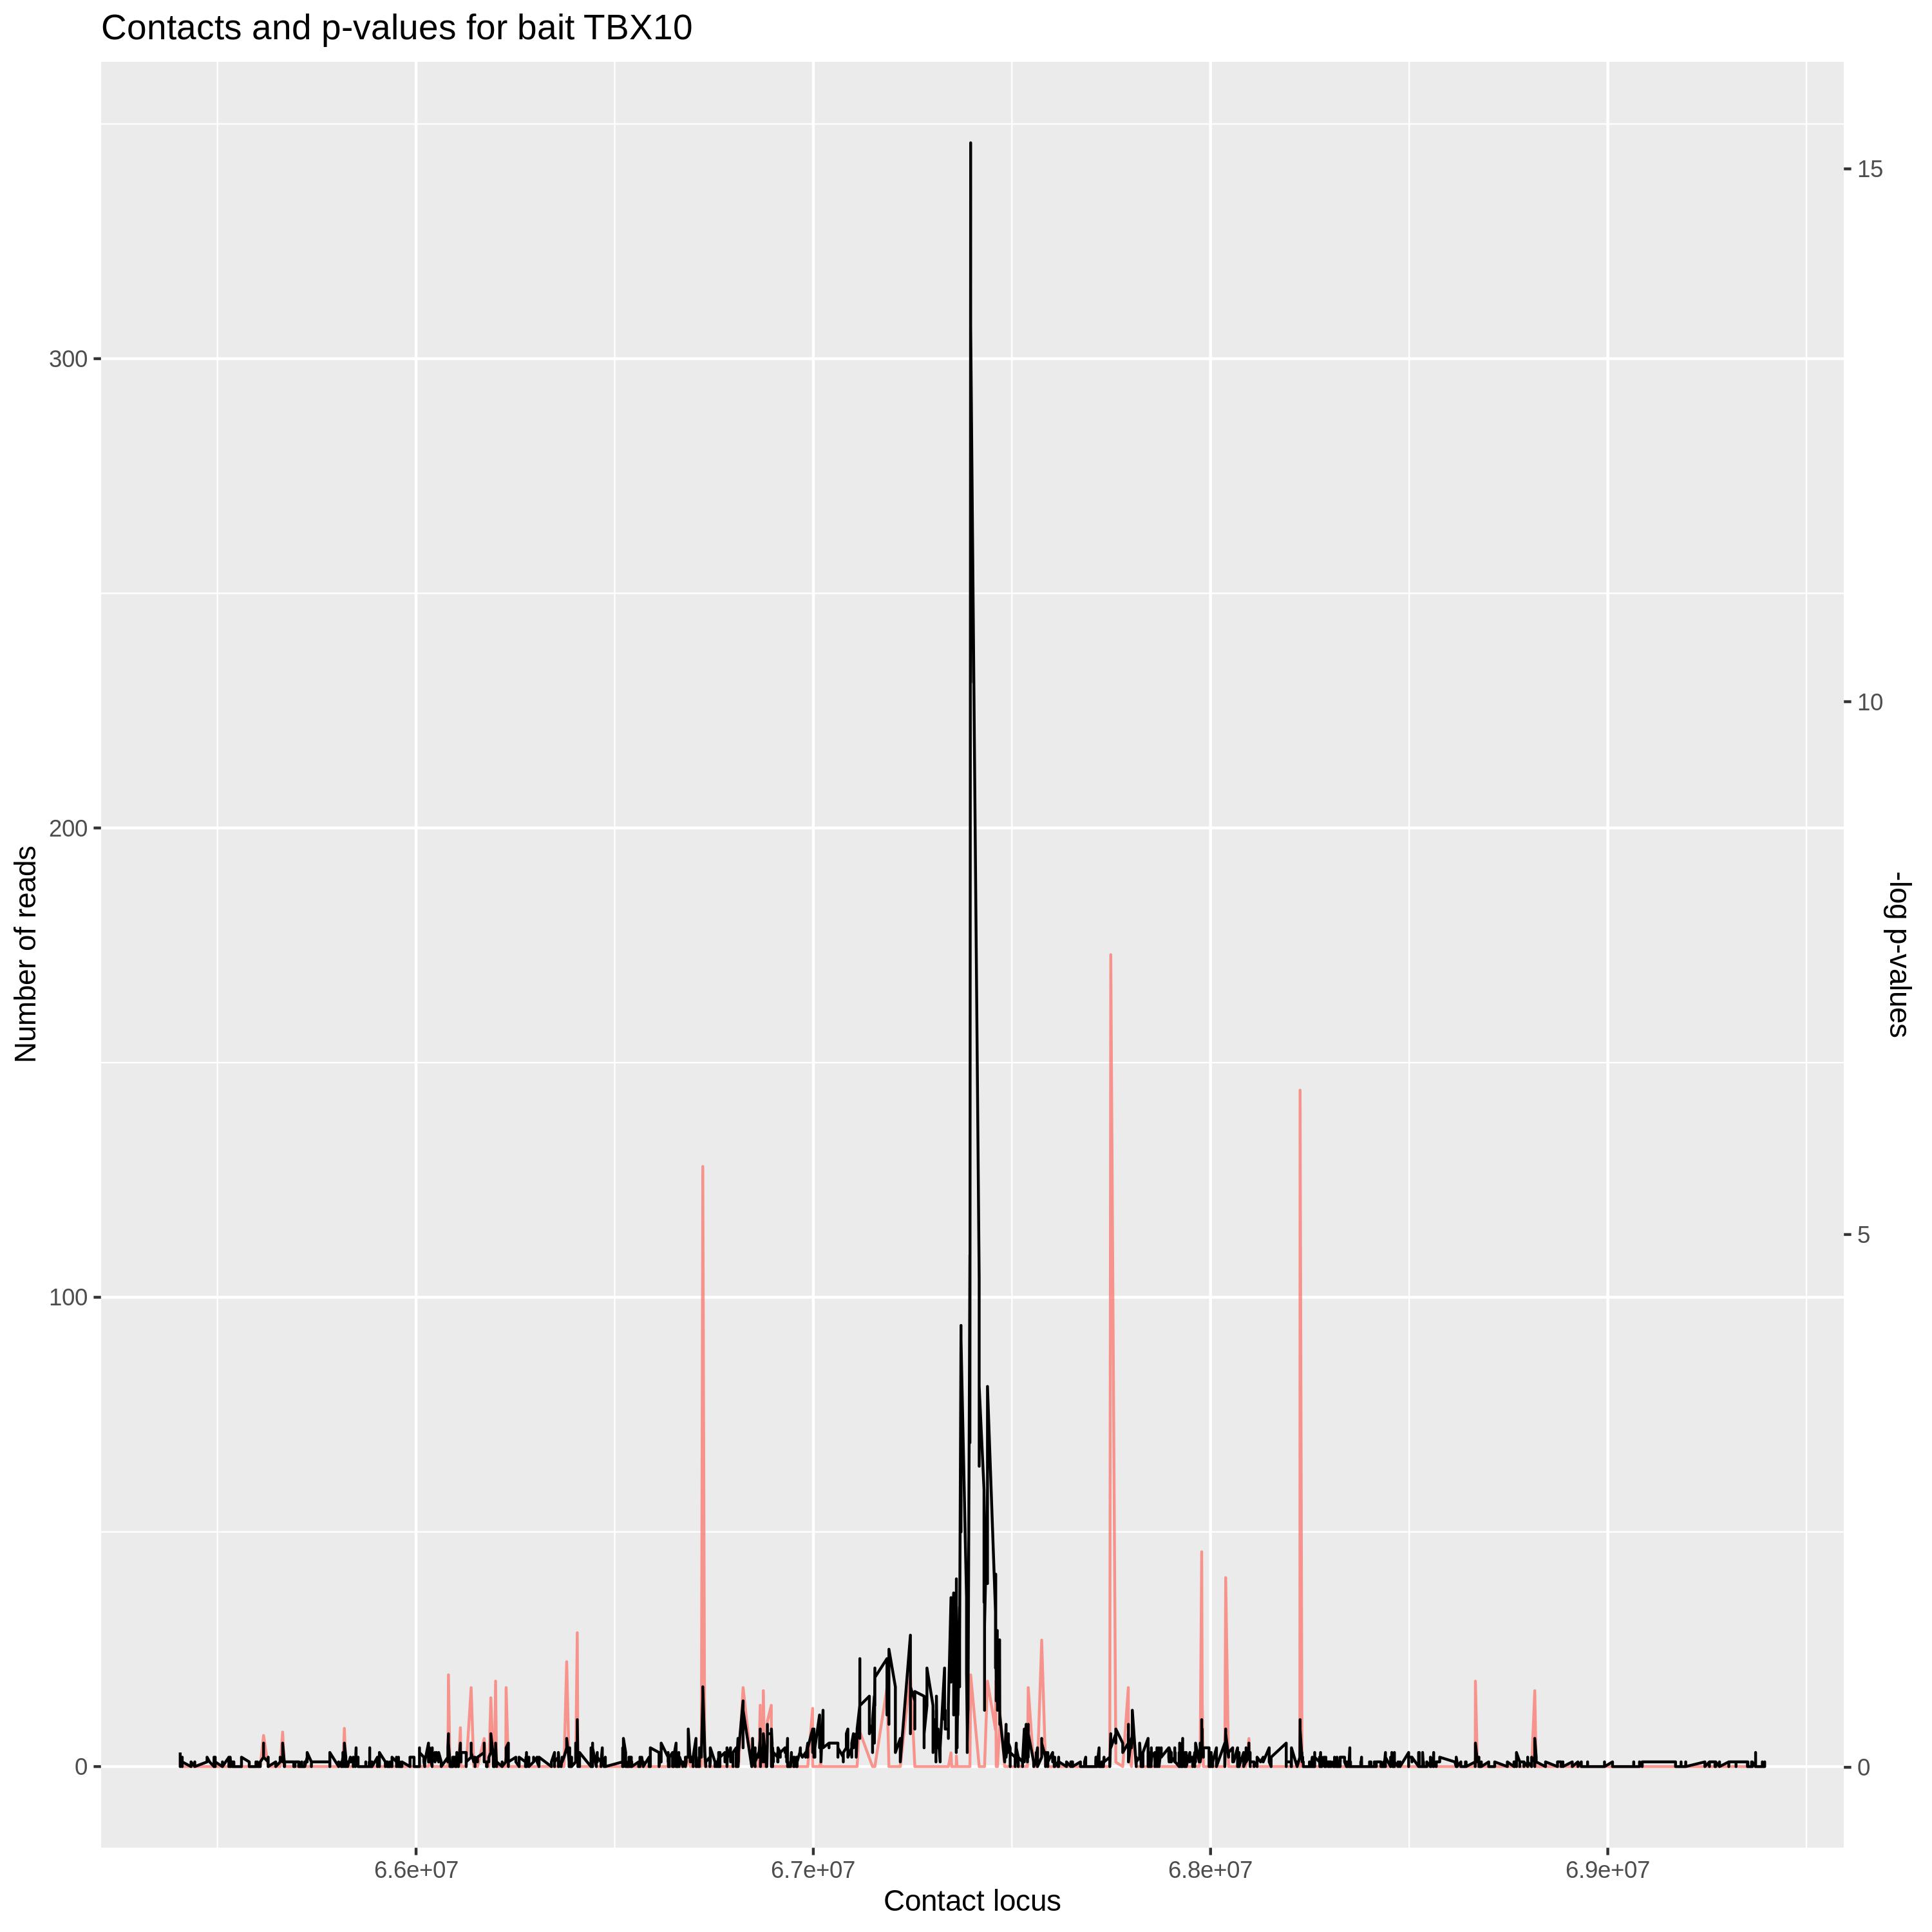 Contacts and p-values for bait TBX10
Number of reads
300
200
100
0
15
10
5
0
-log p-values
6.6e+07
6.7e+07
6.8e+07
6.9e+07
Contact locus